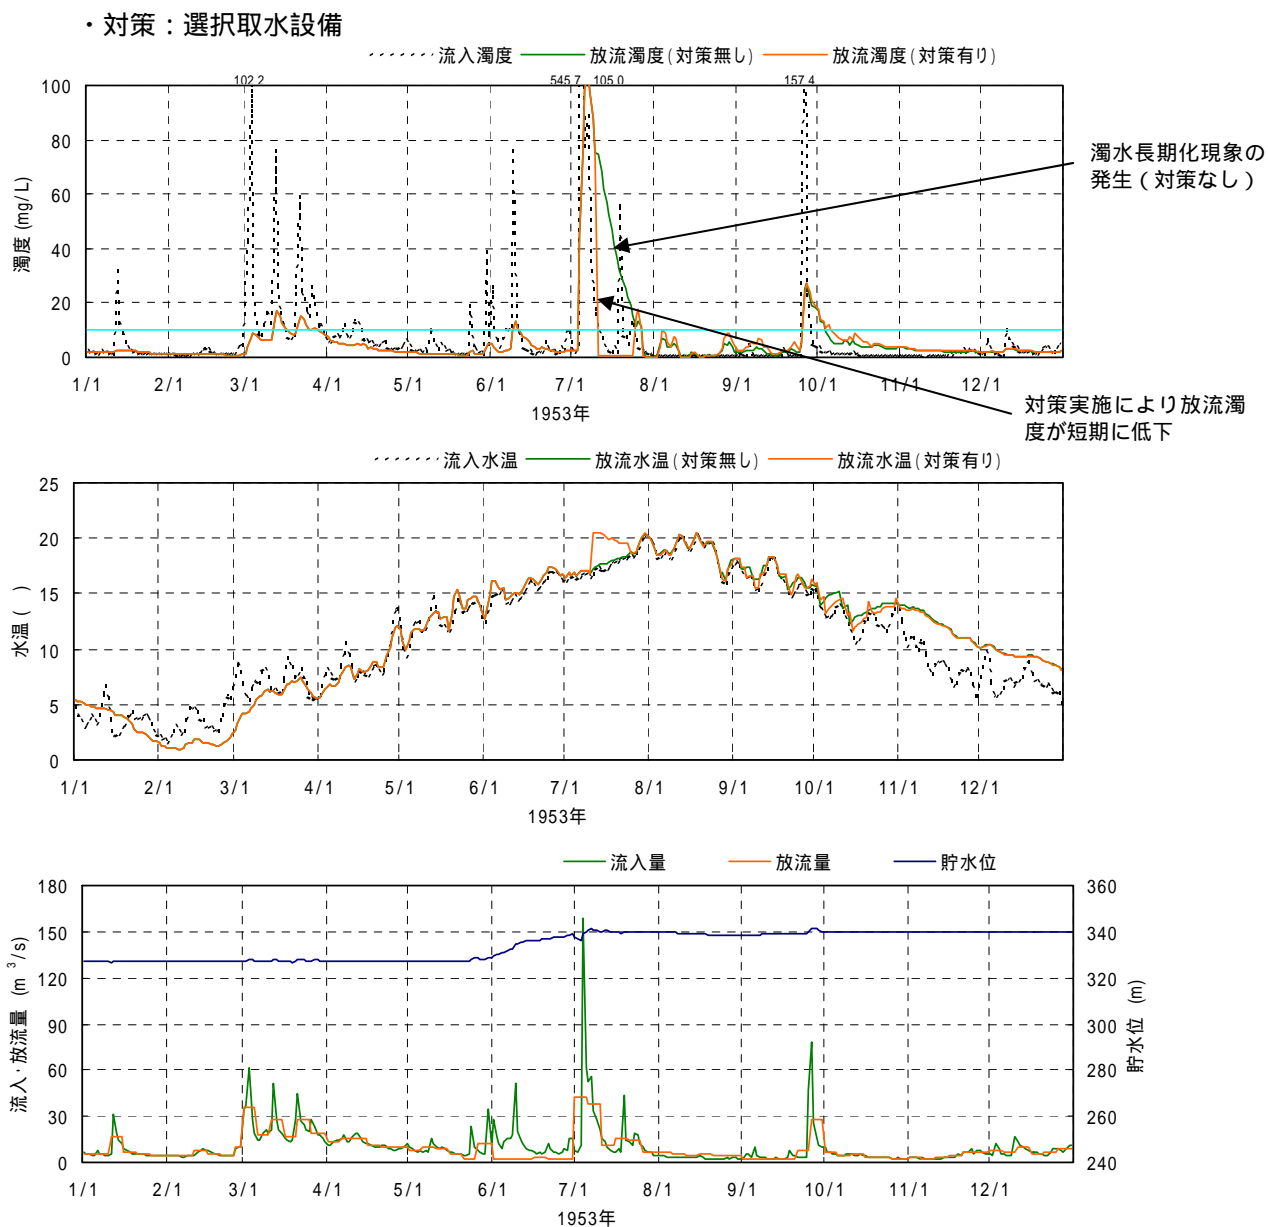 ・対策：選択取水設備
流入濁度 放流濁度(対策無し) 放流濁度(対策有り)
102.2 545.7 105.0 157.4
100
80
60
40
20
0
濁度 (mg/L)
1/1 2/1 3/1 4/1 5/1 6/1 7/1 8/1 9/1 10/1 11/1 12/1
1953年
濁水長期化現象の
発生（対策なし）
対策実施により放流濁
度が短期に低下
流入水温 放流水温(対策無し) 放流水温(対策有り)
25
20
15
10
5
0
水温( )
1/1 2/1 3/1 4/1 5/1 6/1 7/1 8/1 9/1 10/1 11/1 12/1
1953年
流入量 放流量 貯水位
180
150
120
90
60
30
0
流入・放流量 (m³/s)
360
340
320
300
280
260
240
貯水位 (m)
1/1 2/1 3/1 4/1 5/1 6/1 7/1 8/1 9/1 10/1 11/1 12/1
1953年